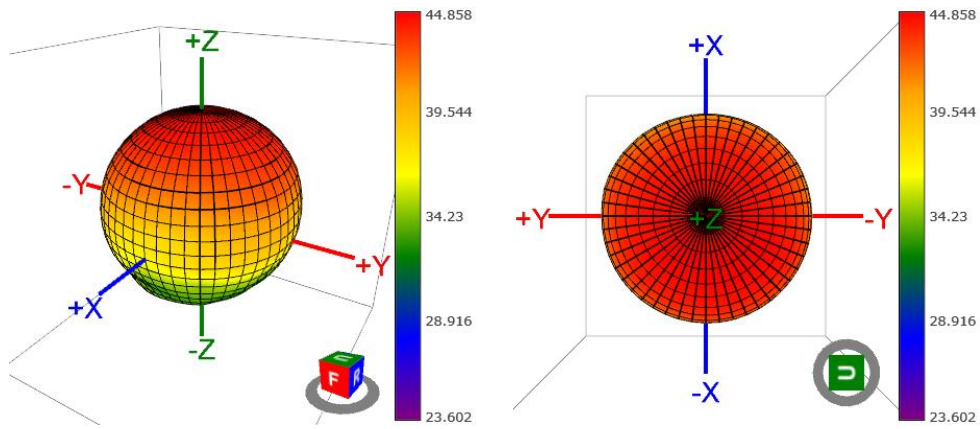 +Z
-Y
+Y
+X
-Z
F
R
44.858
39.544
34.23
28.916
23.602
+X
+Y
+Z
-Y
-X
44.858
39.544
34.23
28.916
23.602